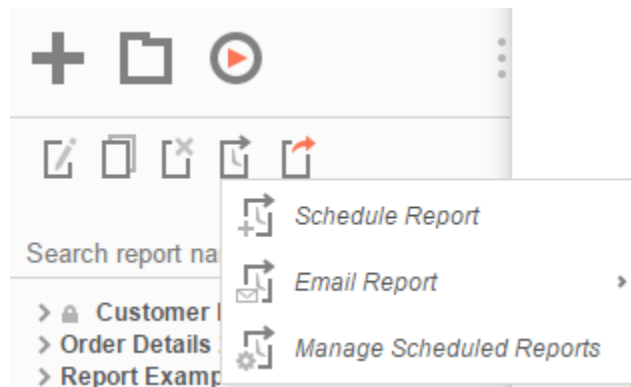 Schedule Report
Search report na
Email Report
Customer
Order Details
Manage Scheduled Reports
Report Examp